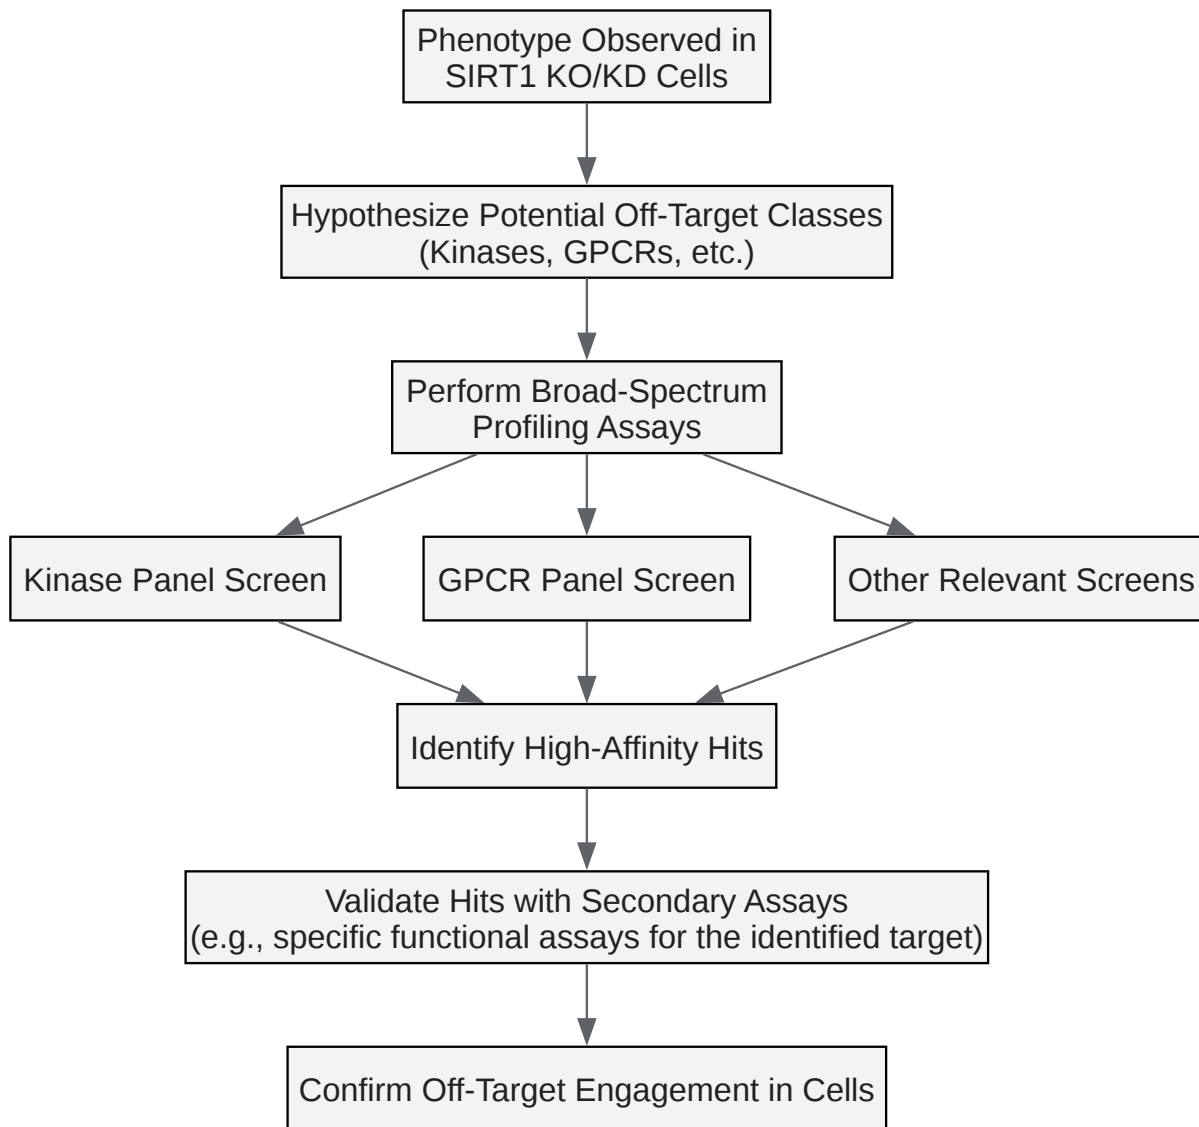 Phenotype Observed in
SIRT1 KO/KD Cells
Hypothesize Potential Off-Target Classes
(Kinases, GPCRs, etc.)
Perform Broad-Spectrum
Profiling Assays
Kinase Panel Screen
GPCR Panel Screen
Other Relevant Screens
Identify High-Affinity Hits
Validate Hits with Secondary Assays
(e.g., specific functional assays for the identified target)
Confirm Off-Target Engagement in Cells